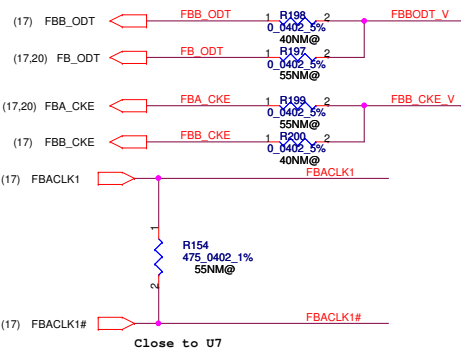 (17) FBB_ODT FBB_ODT 1 R198 2 FBBODT_V
0_0402_5%
40NM@
(17,20) FB_ODT FB_ODT 1 R197 2
0_0402_5%
55NM@
(17,20) FBA_CKE FBA_CKE 1 R199 2 FBB_CKE_V
0_0402_5%
55NM@
(17) FBB_CKE FBB_CKE 1 R200 2
0_0402_5%
40NM@
(17) FBACLK1 FBACLK1
1
R154
475_0402_1%
55NM@
2
(17) FBACLK1# FBACLK1#
Close to U7